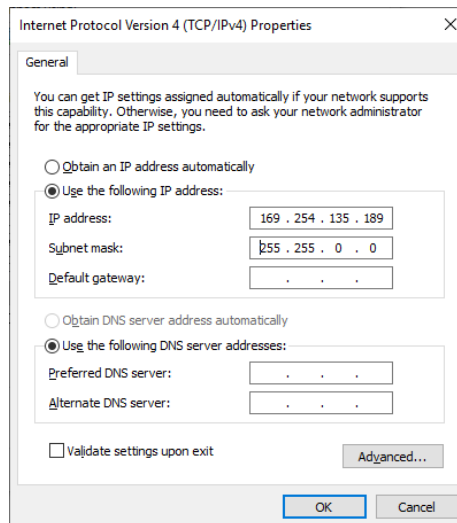 Internet Protocol Version 4 (TCP/IPv4) Properties
General
You can get IP settings assigned automatically if your network supports
this capability. Otherwise, you need to ask your network administrator
for the appropriate IP settings.
Obtain an IP address automatically
Use the following IP address:
IP address: 169 . 254 . 135 . 189
Subnet mask: 255 . 255 . 0 . 0
Default gateway: . . .
Obtain DNS server address automatically
Use the following DNS server addresses:
Preferred DNS server: . . .
Alternate DNS server: . . .
Validate settings upon exit
Advanced...
OK Cancel